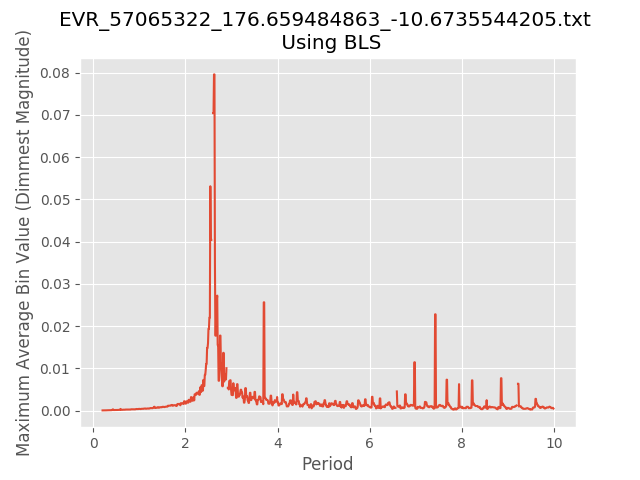 EVR_57065322_176.659484863_-10.6735544205.txt
Using BLS
Maximum Average Bin Value (Dimmest Magnitude)
0.08
0.07
0.06
0.05
0.04
0.03
0.02
0.01
0.00
0 2 4 6 8 10
Period